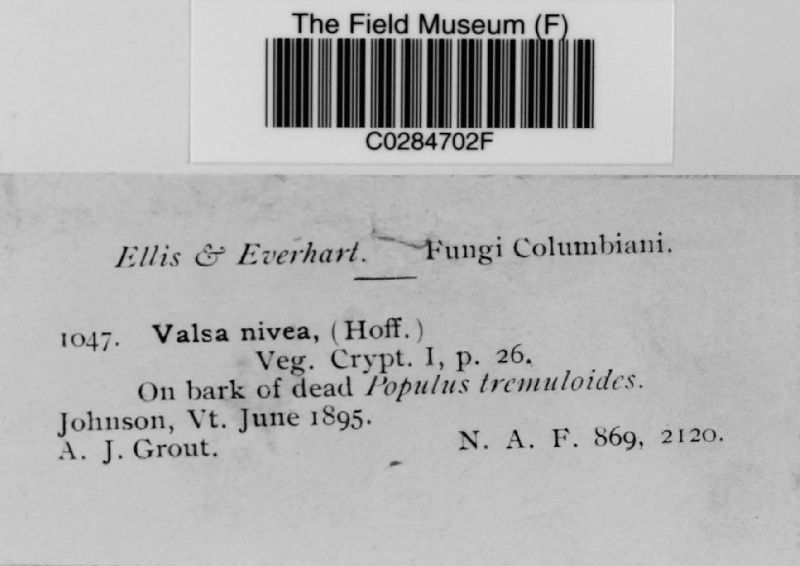 The Field Museum (F)
C0284702F
Ellis & Everhart. Fungi Columbiani.
1047. Valsa nivea, (Hoff.)
Veg. Crypt. I, p. 26.
On bark of dead Populus tremuloides.
Johnson, Vt. June 1895.
A. J. Grout. N. A. F. 869, 2120.